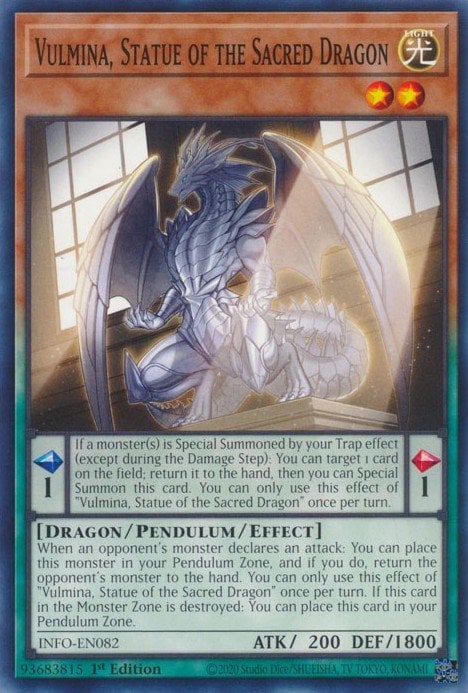 VULMINA, STATUE OF THE SACRED DRAGON
LIGHT
光
If a monster(s) is Special Summoned by your Trap effect
(except during the Damage Step): You can target 1 card
on the field; return it to the hand, then you can Special
Summon this card. You can only use this effect of
"Vulmina, Statue of the Sacred Dragon" once per turn.
1
1
[DRAGON/PENDULUM/EFFECT]
When an opponent's monster declares an attack: You can place
this monster in your Pendulum Zone, and if you do, return the
opponent's monster to the hand. You can only use this effect of
"Vulmina, Statue of the Sacred Dragon" once per turn. If this card
in the Monster Zone is destroyed: You can place this card in your
Pendulum Zone.
INFO-EN082
ATK/ 200 DEF/1800
93683815 1st Edition
©2020 Studio Dice/SHUEISHA, TV TOKYO, KONAMI